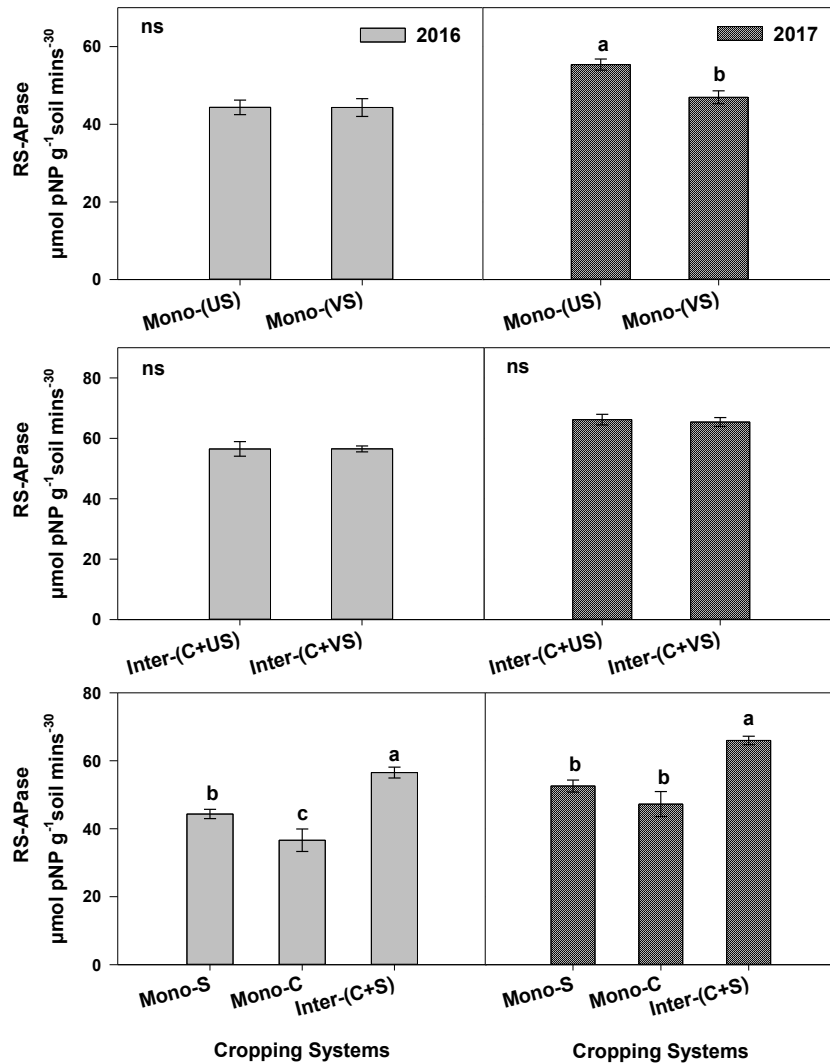 ns
2016
2017
a
b
60
40
20
0
RS-APase
µmol pNP g⁻¹soil mins⁻³⁰
Mono-(US)
Mono-(VS)
Mono-(US)
Mono-(VS)
ns
ns
80
60
40
20
0
RS-APase
µmol pNP g⁻¹soil mins⁻³⁰
Inter-(C+US)
Inter-(C+VS)
Inter-(C+US)
Inter-(C+VS)
80
60
40
20
0
RS-APase
µmol pNP g⁻¹soil mins⁻³⁰
b
c
a
b
b
a
Mono-S
Mono-C
Inter-(C+S)
Mono-S
Mono-C
Inter-(C+S)
Cropping Systems
Cropping Systems